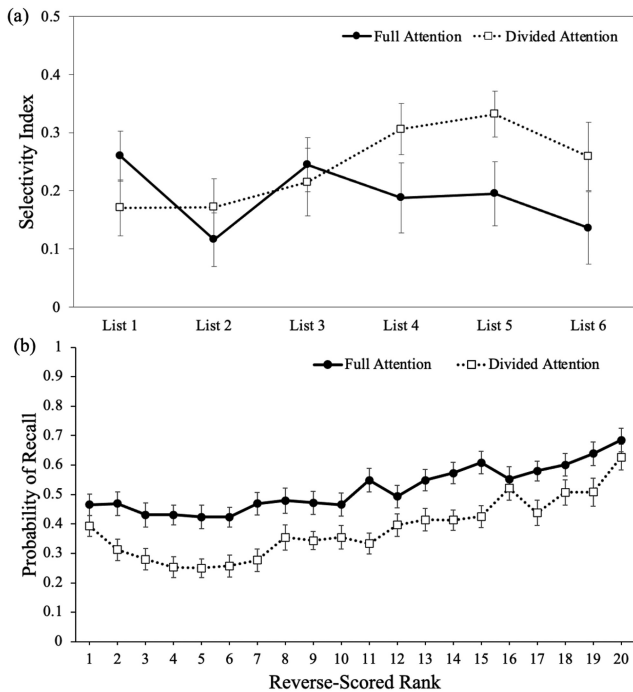 (a)
0.5
Full Attention Divided Attention
0.4
0.3
0.2
0.1
0
Selectivity Index
List 1 List 2 List 3 List 4 List 5 List 6
(b)
1
Full Attention Divided Attention
0.9
0.8
0.7
0.6
0.5
0.4
0.3
0.2
0.1
0
Probability of Recall
1 2 3 4 5 6 7 8 9 10 11 12 13 14 15 16 17 18 19 20
Reverse-Scored Rank